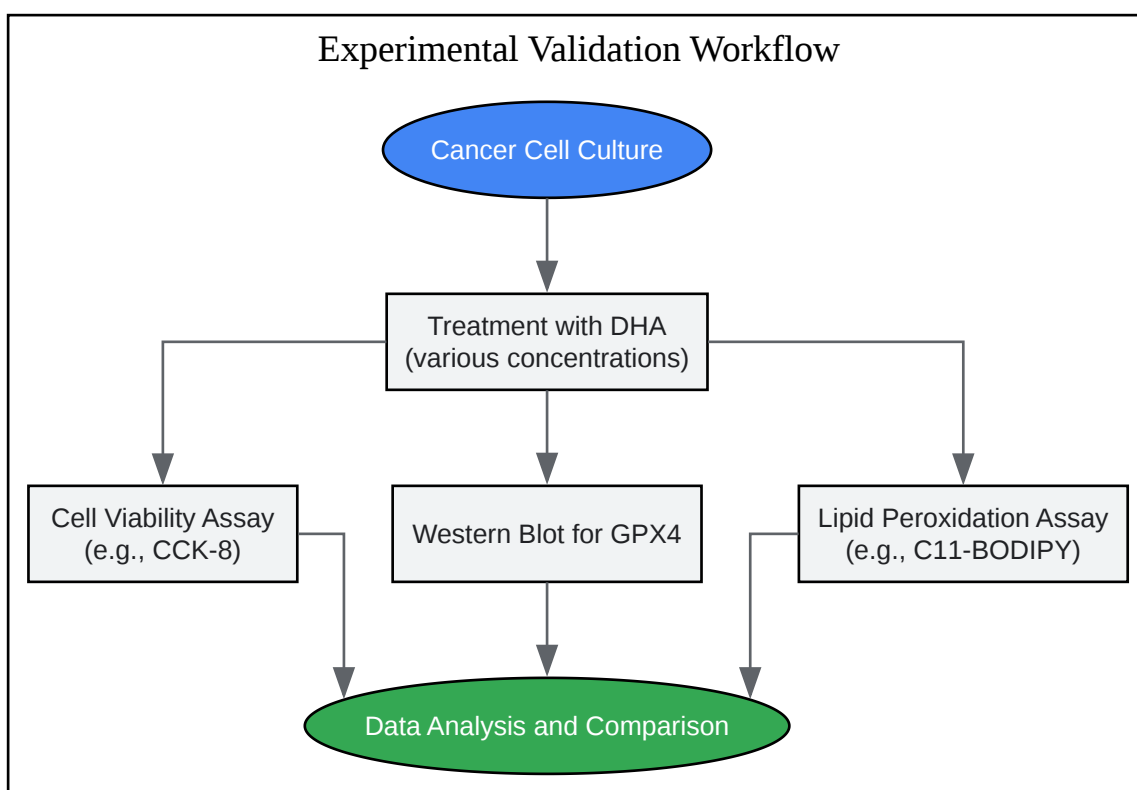 Experimental Validation Workflow
Cancer Cell Culture
Treatment with DHA
(various concentrations)
Cell Viability Assay
(e.g., CCK-8)
Western Blot for GPX4
Lipid Peroxidation Assay
(e.g., C11-BODIPY)
Data Analysis and Comparison